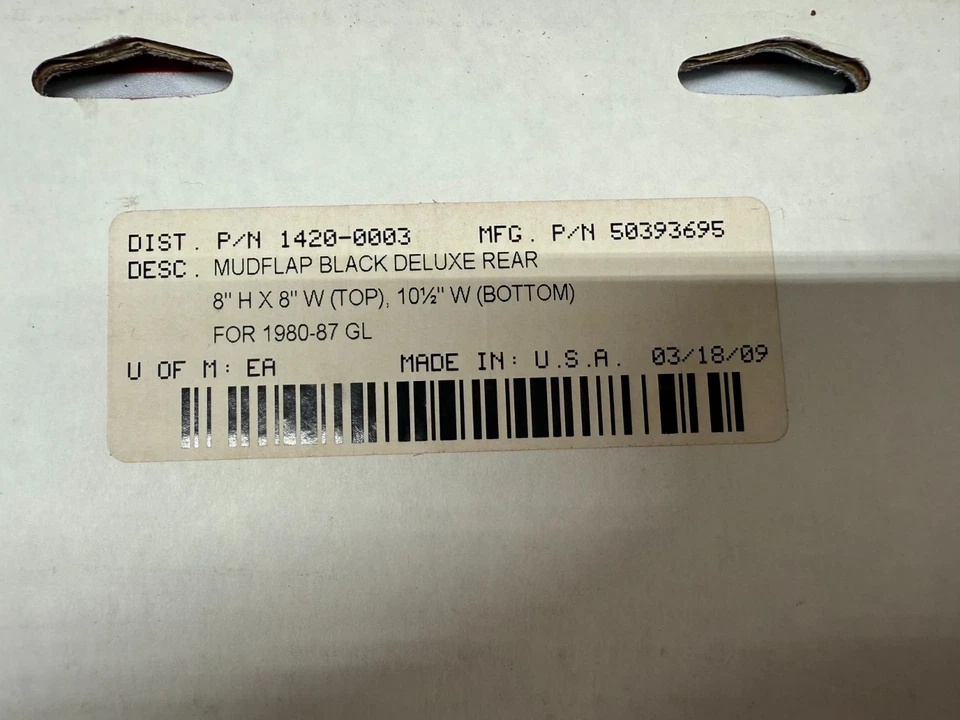 DIST. P/N 1420-0003 MFG. P/N 50393695
DESC. MUDFLAP BLACK DELUXE REAR
8" H X 8" W (TOP), 10½" W (BOTTOM)
FOR 1980-87 GL
U OF M: EA MADE IN: U.S.A. 03/18/09